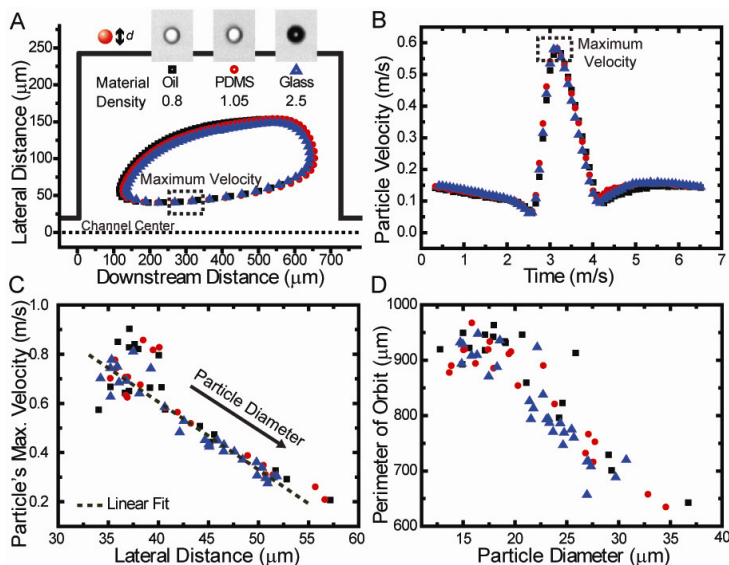 A
d
Material Oil PDMS Glass
Density 0.8 1.05 2.5
Maximum Velocity
Channel Center
250
200
150
100
50
0
0 100 200 300 400 500 600 700
Lateral Distance (μm)
Downstream Distance (μm)
B
Maximum
Velocity
0.6
0.5
0.4
0.3
0.2
0.1
0.0
0 1 2 3 4 5 6 7
Particle Velocity (m/s)
Time (m/s)
C
Particle Diameter
Linear Fit
1.0
0.8
0.6
0.4
0.2
30 35 40 45 50 55 60
Particle's Max. Velocity (m/s)
Lateral Distance (μm)
D
1000
900
800
700
600
10 15 20 25 30 35 40
Perimeter of Orbit (μm)
Particle Diameter (μm)